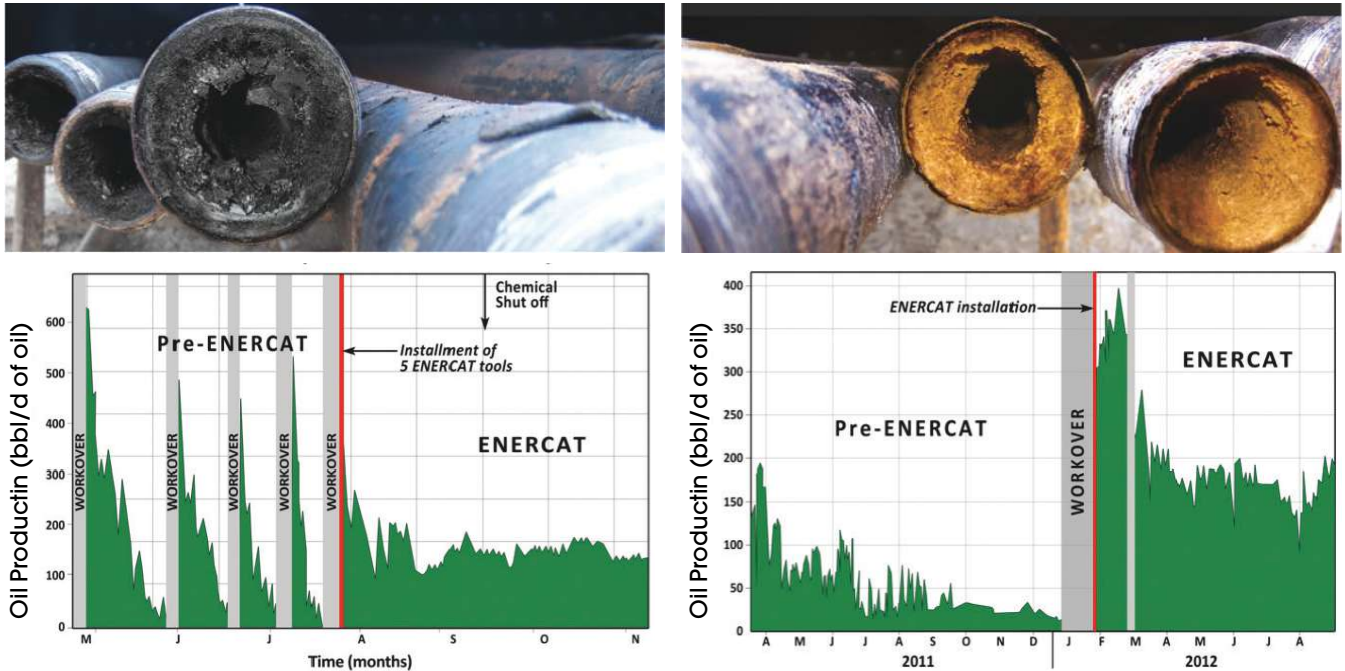 Oil Productin (bbl/d of oil)
600
500
400
300
200
100
0
WORKOVER
Pre-ENERCAT
WORKOVER
WORKOVER
WORKOVER
WORKOVER
Chemical
Shut off
Installment of
5 ENERCAT tools
ENERCAT
M J J A S O N
Time (months)
Oil Productin (bbl/d of oil)
400
350
300
250
200
150
100
50
0
ENERCAT installation
Pre-ENERCAT
WORKOVER
ENERCAT
A M J J A S O N D J F M A M J J A
2011 2012